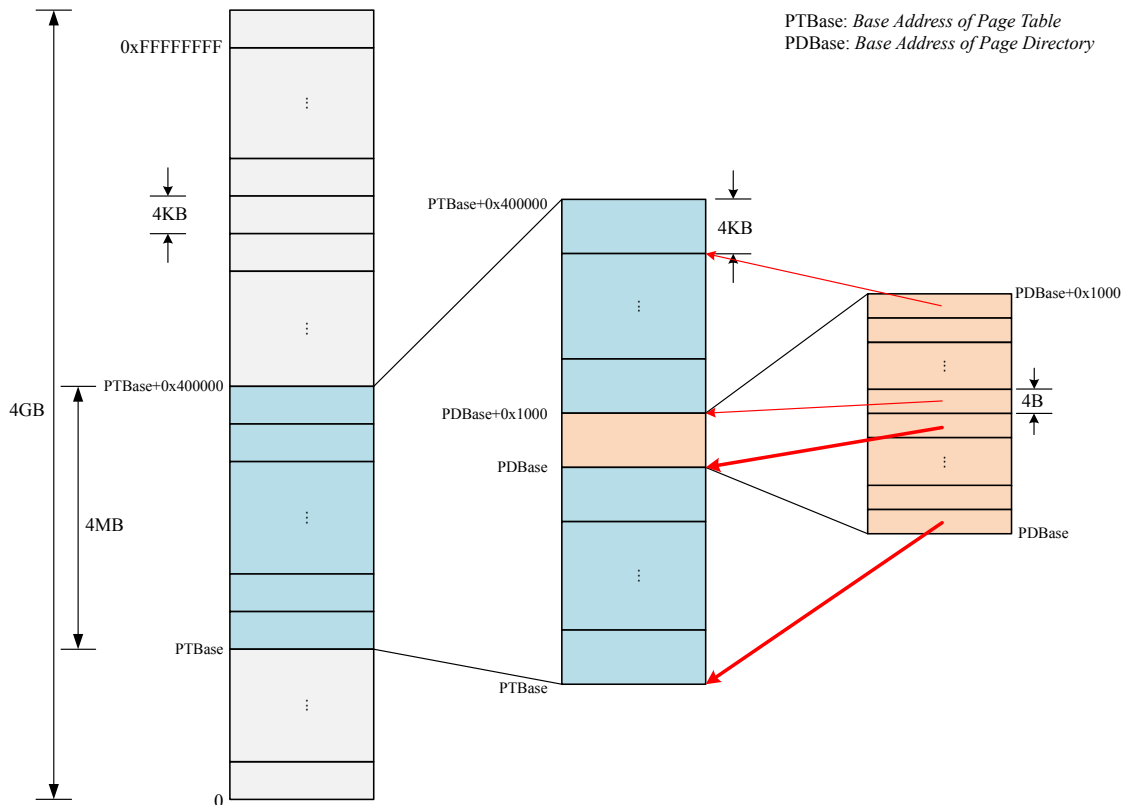 PTBase: Base Address of Page Table
PDBase: Base Address of Page Directory
0xFFFFFFFF
⋮
4KB
⋮
PTBase+0x400000
4GB
4MB
⋮
PTBase
⋮
0
PTBase+0x400000
4KB
⋮
PDBase+0x1000
PDBase
⋮
PTBase
PDBase+0x1000
⋮
4B
⋮
PDBase